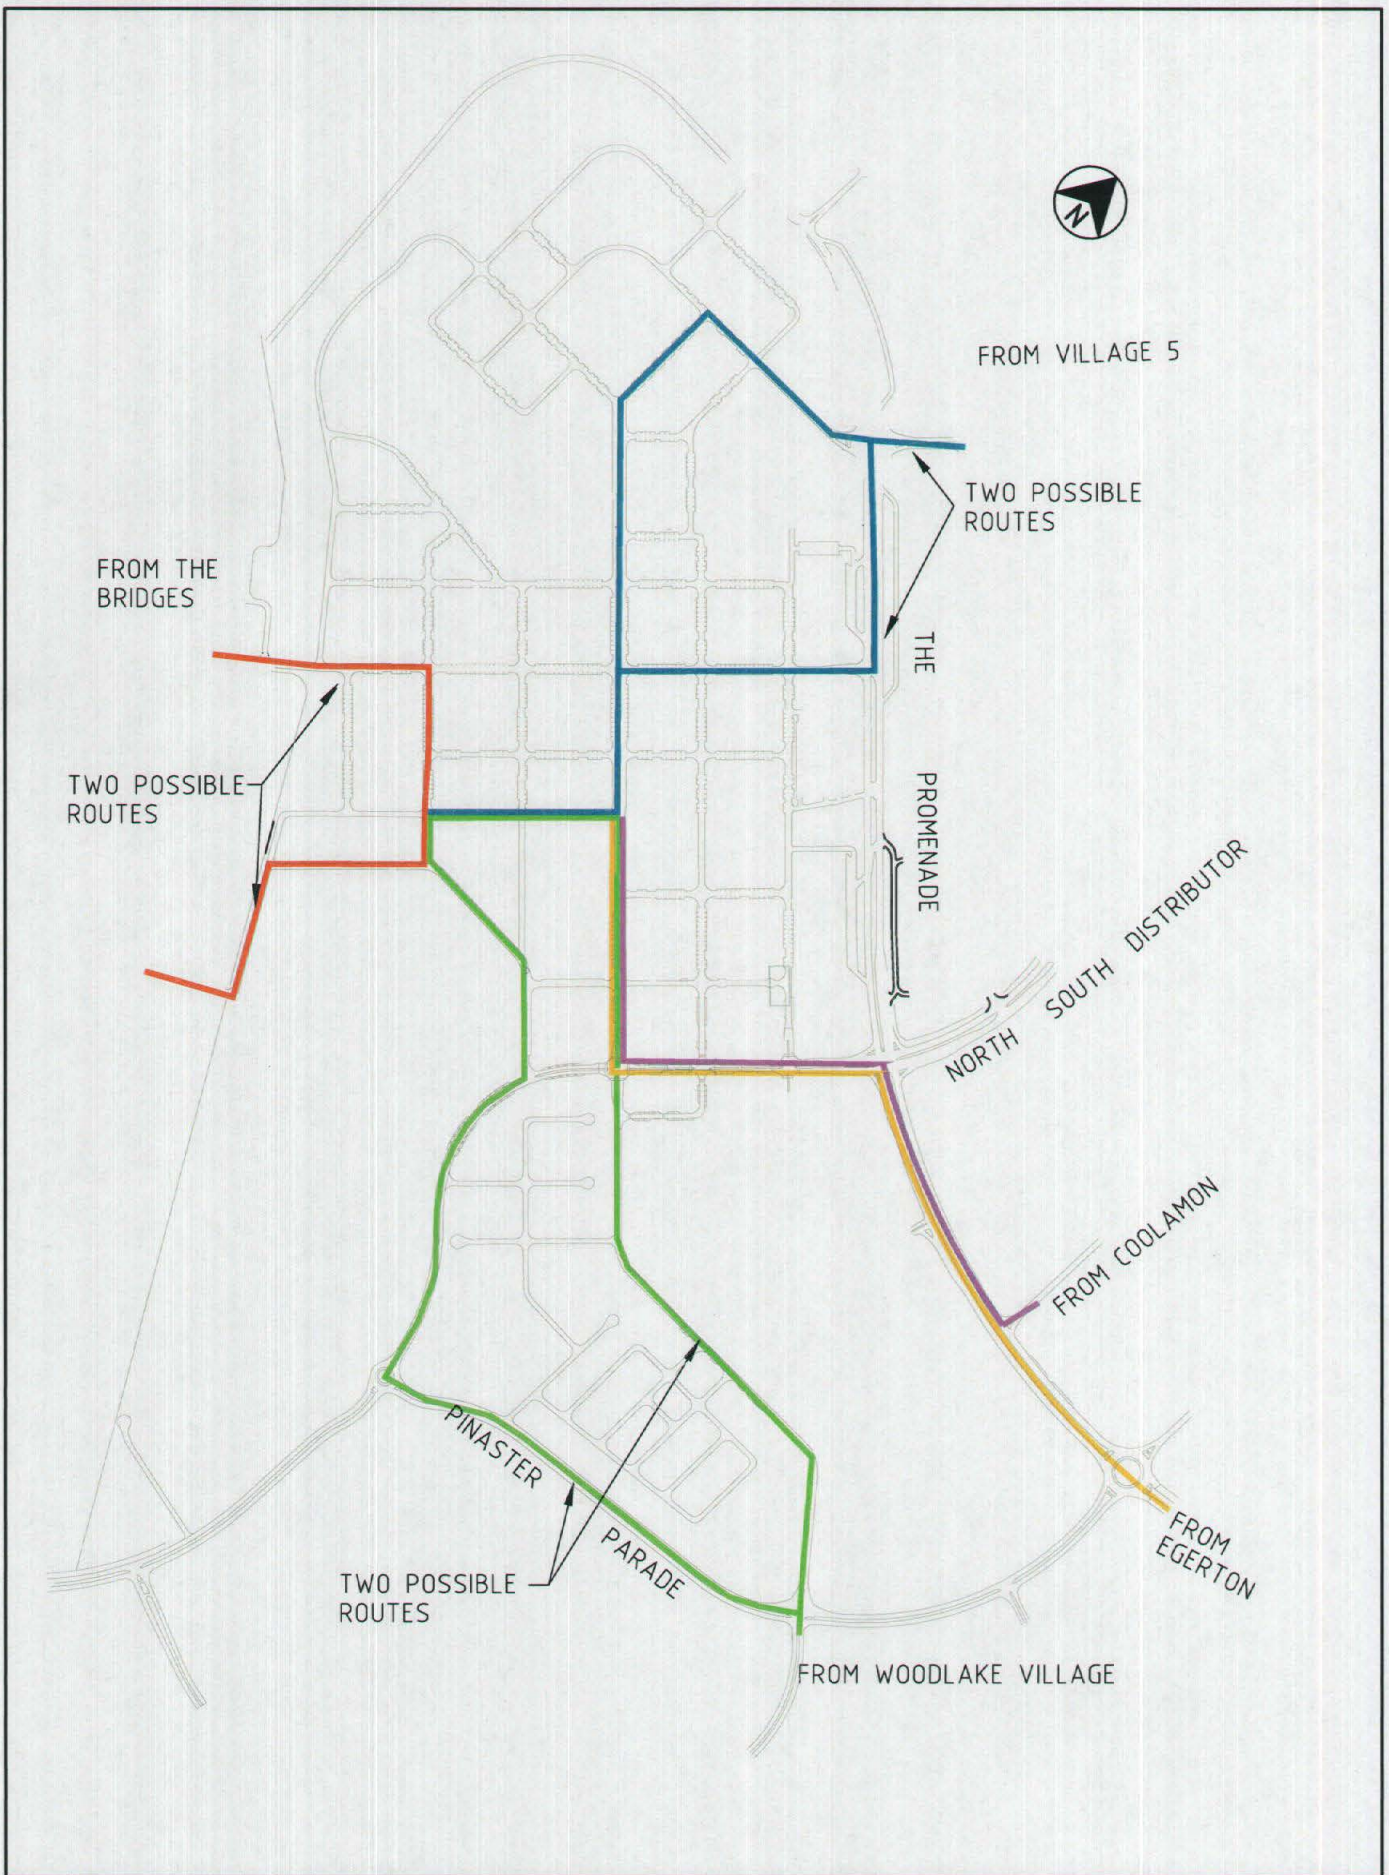 N
FROM VILLAGE 5
TWO POSSIBLE
ROUTES
FROM THE
BRIDGES
THE
PROMENADE
TWO POSSIBLE
ROUTES
NORTH SOUTH DISTRIBUTOR
FROM COOLAMON
PINASTER
PARADE
FROM
EGERTON
TWO POSSIBLE
ROUTES
FROM WOODLAKE VILLAGE